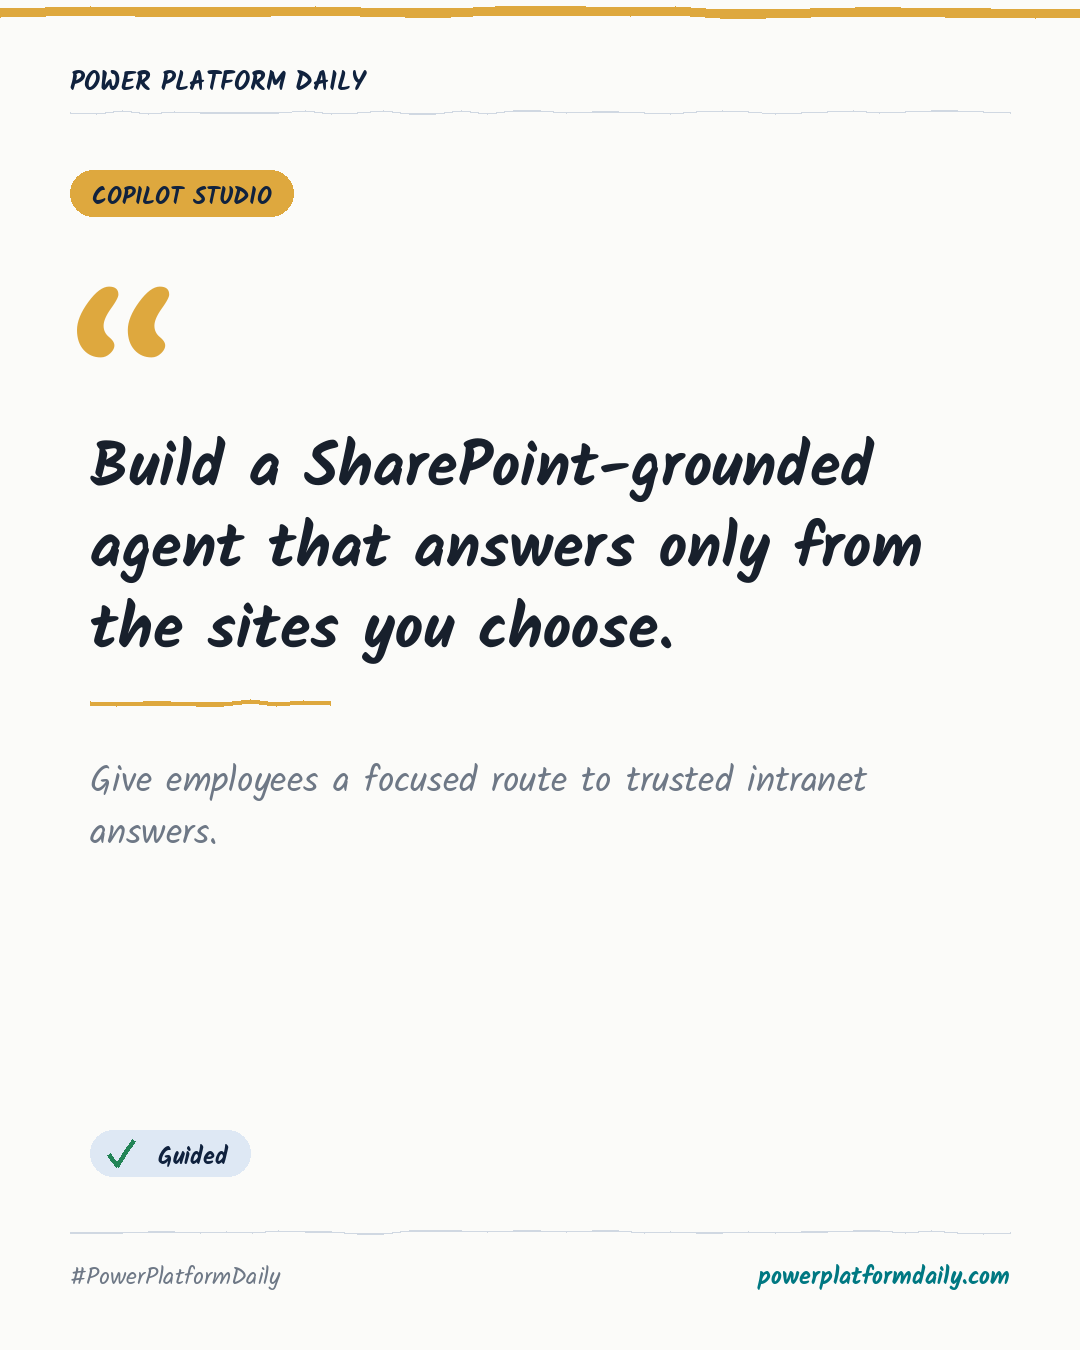 POWER PLATFORM DAILY
COPILOT STUDIO
“
Build a SharePoint-grounded
agent that answers only from
the sites you choose.
Give employees a focused route to trusted intranet
answers.
Guided
#PowerPlatformDaily
powerplatformdaily.com